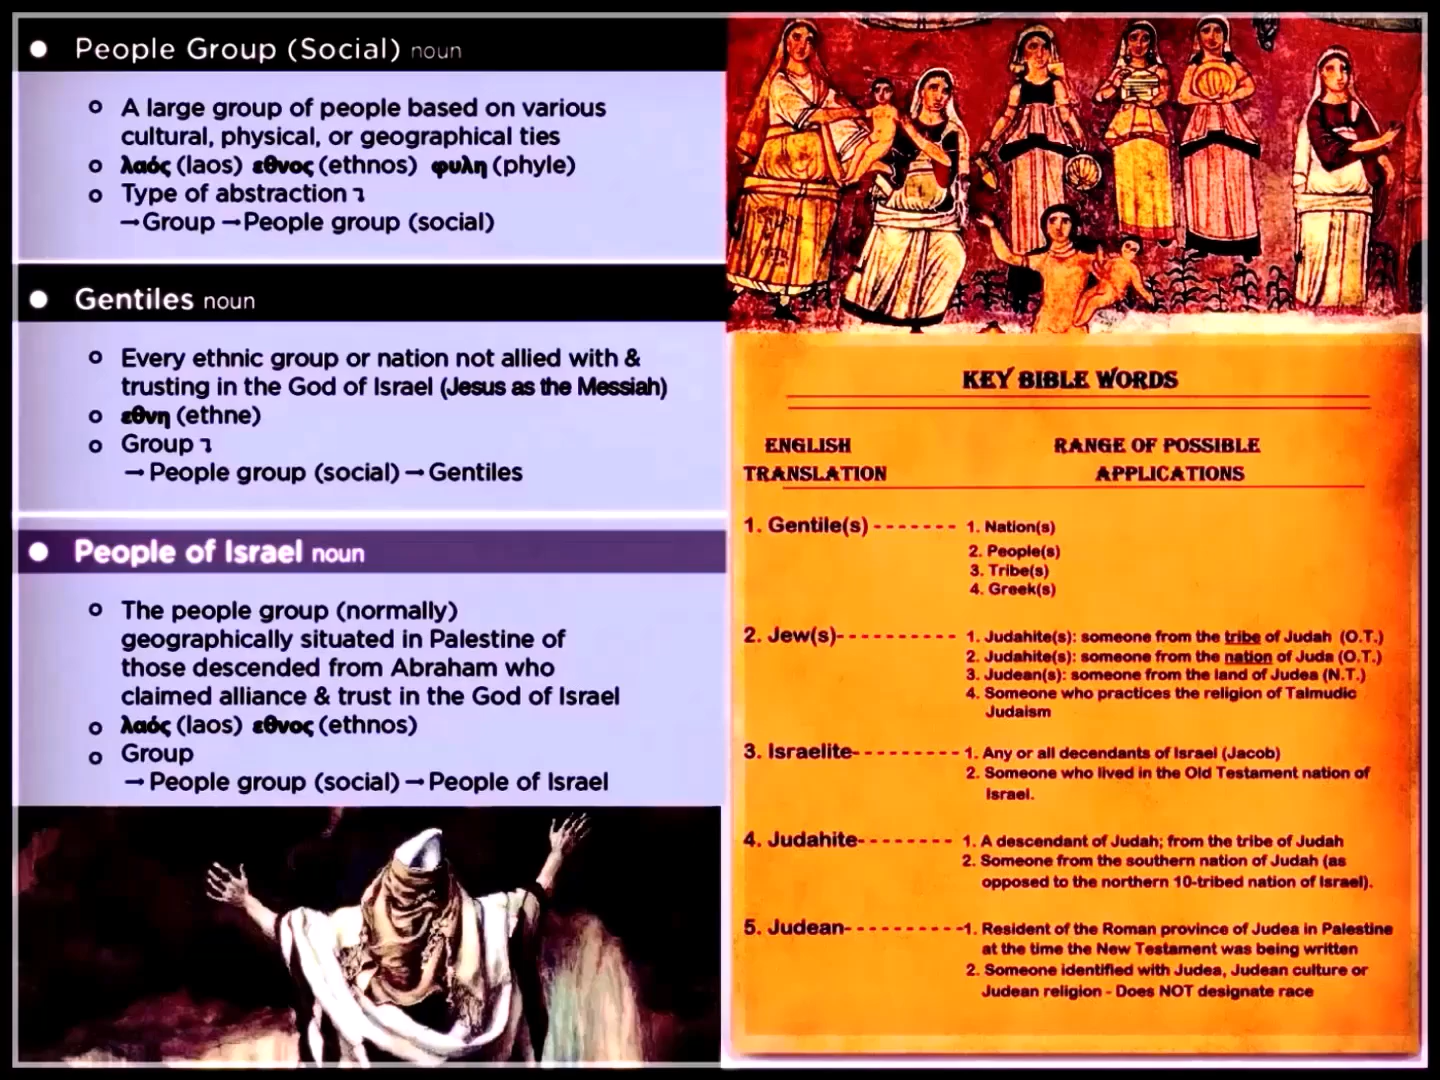 People Group (Social) noun
A large group of people based on various
cultural, physical, or geographical ties
λαός (laos) εθνος (ethnos) φυλη (phyle)
Type of abstraction ↴
→Group →People group (social)
Gentiles noun
Every ethnic group or nation not allied with &
trusting in the God of Israel (Jesus as the Messiah)
εθνη (ethne)
Group ↴
→ People group (social) → Gentiles
People of Israel noun
The people group (normally)
geographically situated in Palestine of
those descended from Abraham who
claimed alliance & trust in the God of Israel
λαός (laos) εθνος (ethnos)
Group
→ People group (social) → People of Israel
KEY BIBLE WORDS
ENGLISH TRANSLATION
RANGE OF POSSIBLE APPLICATIONS
1. Gentile(s) - - - - - - - 1. Nation(s)
2. People(s)
3. Tribe(s)
4. Greek(s)
2. Jew(s)- - - - - - - - - - 1. Judahite(s): someone from the tribe of Judah (O.T.)
2. Judahite(s): someone from the nation of Juda (O.T.)
3. Judean(s): someone from the land of Judea (N.T.)
4. Someone who practices the religion of Talmudic
Judaism
3. Israelite- - - - - - - - - 1. Any or all decendants of Israel (Jacob)
2. Someone who lived in the Old Testament nation of
Israel.
4. Judahite- - - - - - - - 1. A descendant of Judah; from the tribe of Judah
2. Someone from the southern nation of Judah (as
opposed to the northern 10-tribed nation of Israel).
5. Judean- - - - - - - - - -1. Resident of the Roman province of Judea in Palestine
at the time the New Testament was being written
2. Someone identified with Judea, Judean culture or
Judean religion - Does NOT designate race